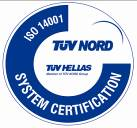 ISO 14001
TÜV NORD
TÜV HELLAS
Member of TÜV NORD Group
SYSTEM CERTIFICATION